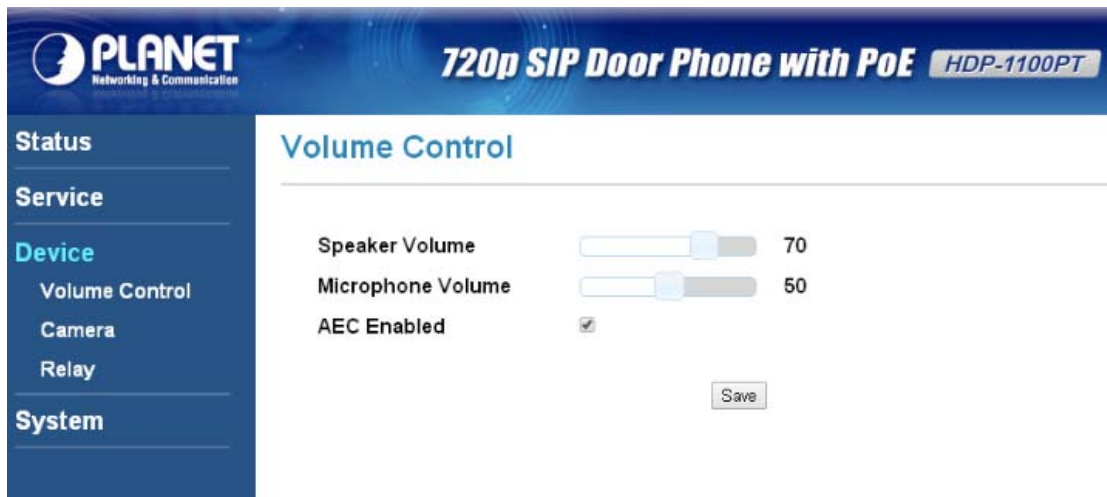 PLANET
Networking & Communication
720p SIP Door Phone with PoE HDP-1100PT
Status
Service
Device
Volume Control
Camera
Relay
System
Volume Control
Speaker Volume 70
Microphone Volume 50
AEC Enabled
Save